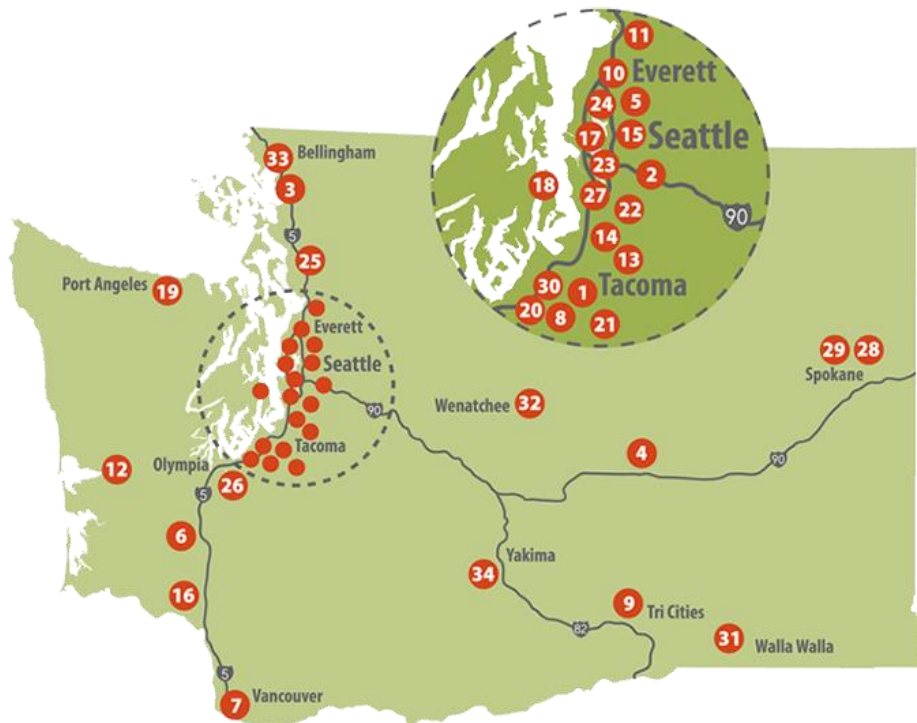 11
10 Everett
24 5
17 15 Seattle
23 2
18
27 22
90
14
13
30 1 Tacoma
20 8 21
33 Bellingham
3
5
25
Port Angeles 19
Everett
Seattle
90
Wenatchee 32
29 28
Spokane
Tacoma
4
90
12
Olympia
26
5
6
Yakima
34
16
9 Tri Cities
82
31 Walla Walla
5
7 Vancouver